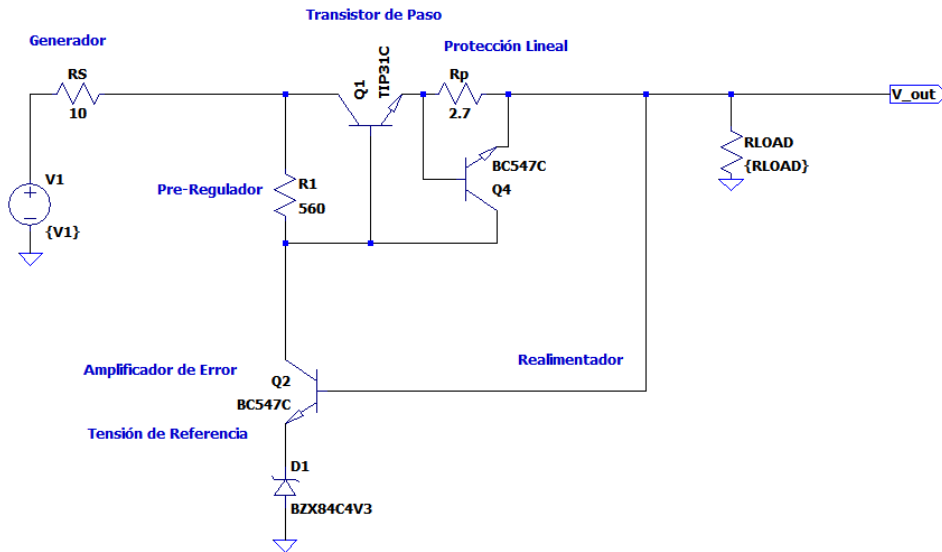 Transistor de Paso
Generador
Protección Lineal
RS
10
Q1
TIP31C
Rp
2.7
V_out
RLOAD
{RLOAD}
BC547C
Q4
V1
{V1}
Pre-Regulador
R1
560
Amplificador de Error
Realimentador
Q2
BC547C
Tensión de Referencia
D1
BZX84C4V3